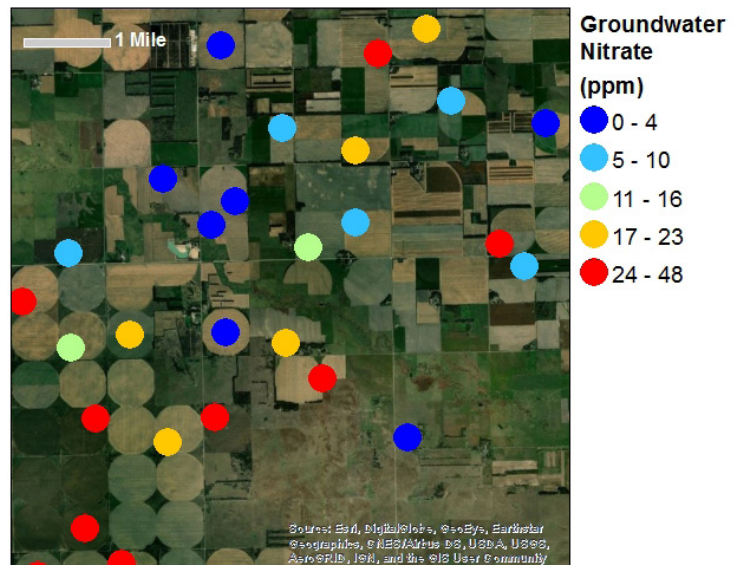 1 Mile
Groundwater
Nitrate
(ppm)
0 - 4
5 - 10
11 - 16
17 - 23
24 - 48
Source: Esri, DigitalGlobe, GeoEye, Earthstar
Geographics, CNES/Airbus DS, USDA, USGS,
AeroGRID, IGN, and the GIS User Community